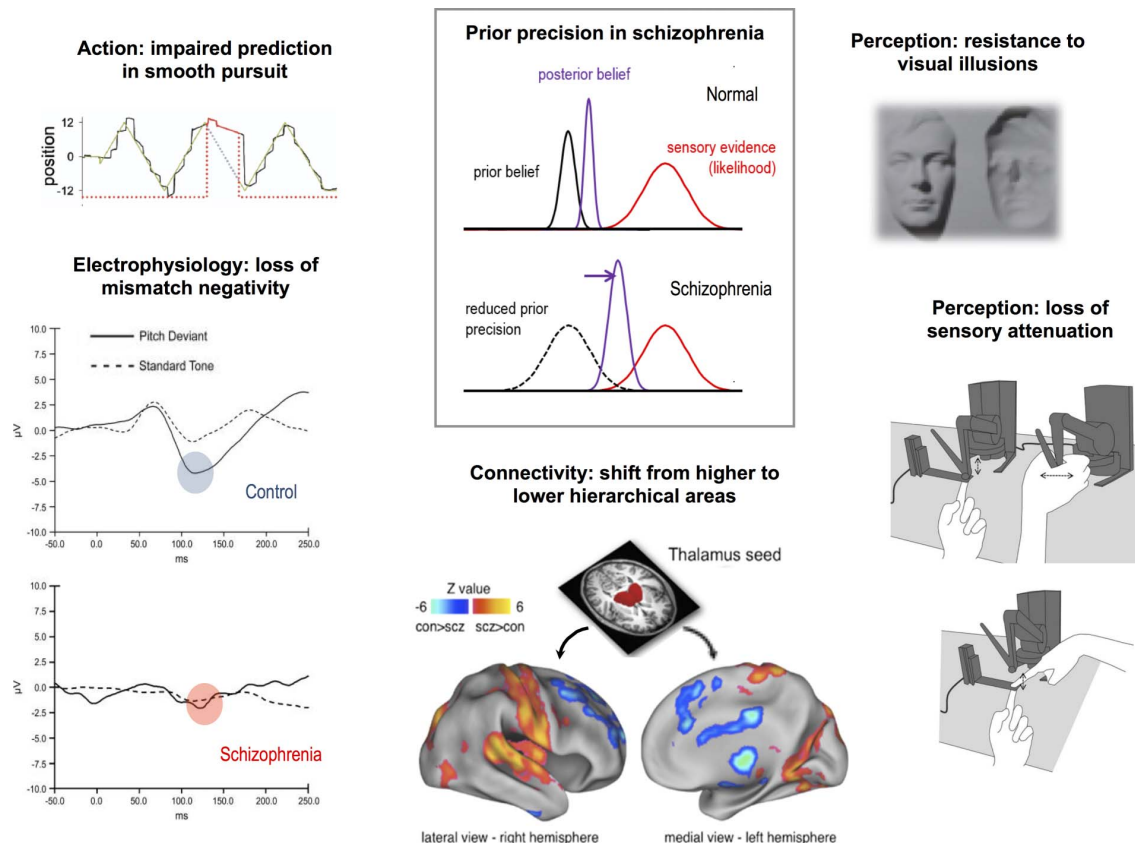 Action: impaired prediction
in smooth pursuit
position
12
0
-12
Electrophysiology: loss of
mismatch negativity
10.0
7.5
5.0
2.5
0.0
-2.5
-5.0
-7.5
-10.0
µV
Pitch Deviant
Standard Tone
Control
-50.0
0.0
50.0
100.0
150.0
200.0
250.0
ms
10.0
7.5
5.0
2.5
0.0
-2.5
-5.0
-7.5
-10.0
µV
Schizophrenia
-50.0
0.0
50.0
100.0
150.0
200.0
250.0
ms
Prior precision in schizophrenia
posterior belief
Normal
prior belief
sensory evidence
(likelihood)
Schizophrenia
reduced prior
precision
Connectivity: shift from higher to
lower hierarchical areas
Thalamus seed
Z value
-6
6
con>scz
scz>con
lateral view - right hemisphere
medial view - left hemisphere
Perception: resistance to
visual illusions
Perception: loss of
sensory attenuation